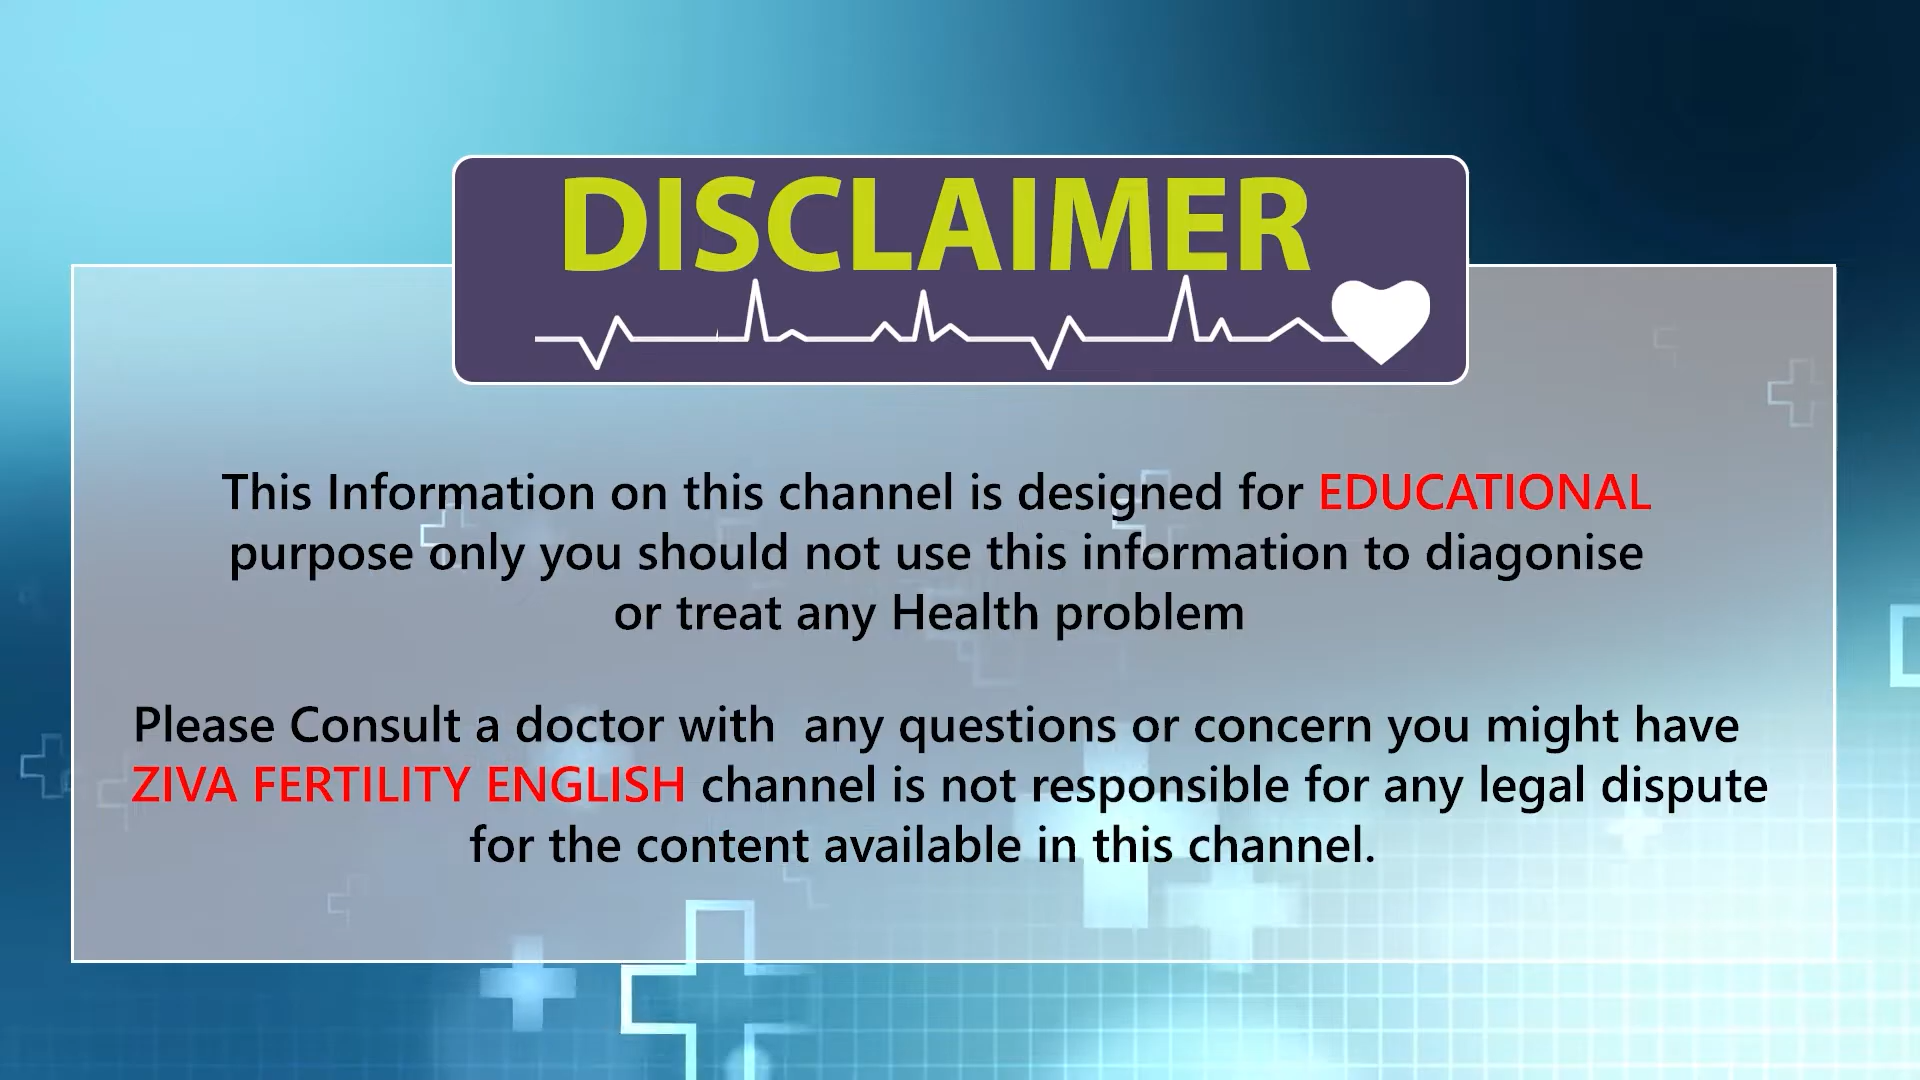 DISCLAIMER
This Information on this channel is designed for EDUCATIONAL
purpose only you should not use this information to diagonise
or treat any Health problem
Please Consult a doctor with  any questions or concern you might have
ZIVA FERTILITY ENGLISH channel is not responsible for any legal dispute
for the content available in this channel.